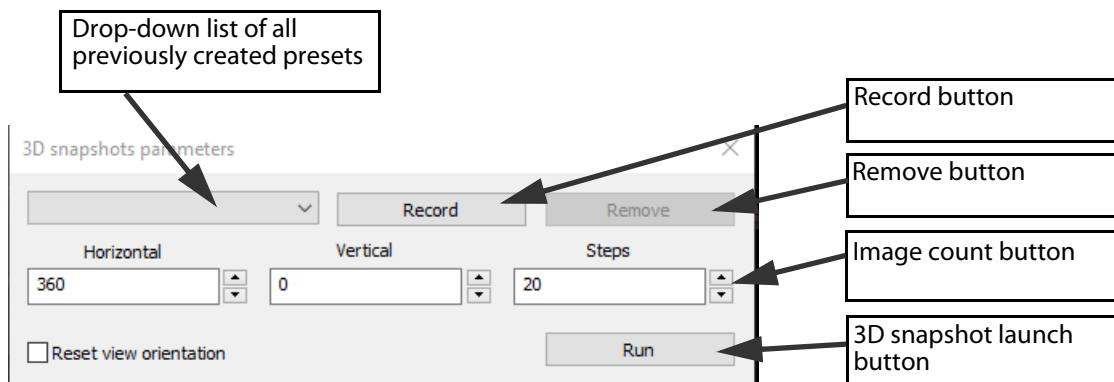 Drop-down list of all
previously created presets
Record button
3D snapshots parameters
Record
Remove
Remove button
Horizontal
Vertical
Steps
Image count button
360
0
20
3D snapshot launch
button
Reset view orientation
Run